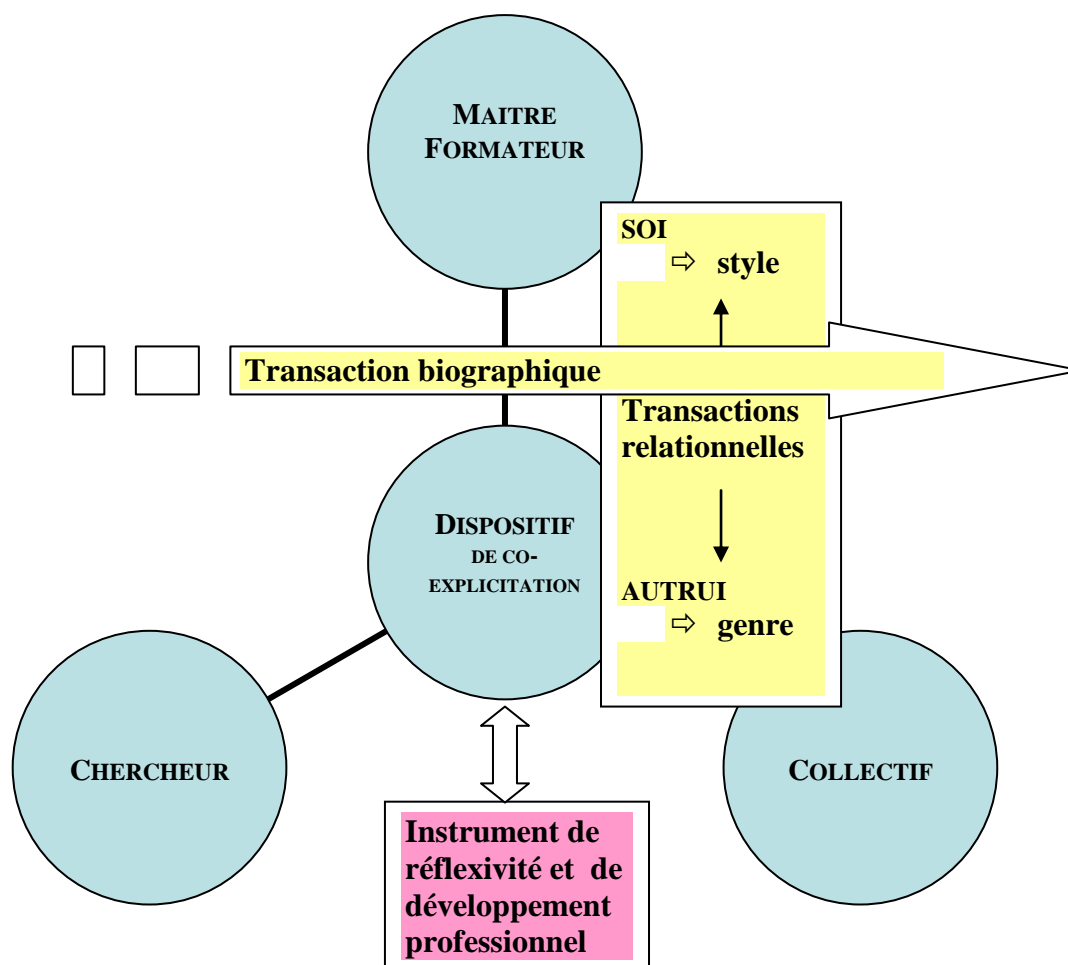 MAITRE
FORMATEUR
SOI
⇨ style
Transaction biographique
Transactions
relationnelles
DISPOSITIF
DE CO-
EXPLICITATION
AUTRUI
⇨ genre
CHERCHEUR
COLLECTIF
Instrument de
réflexivité et de
développement
professionnel